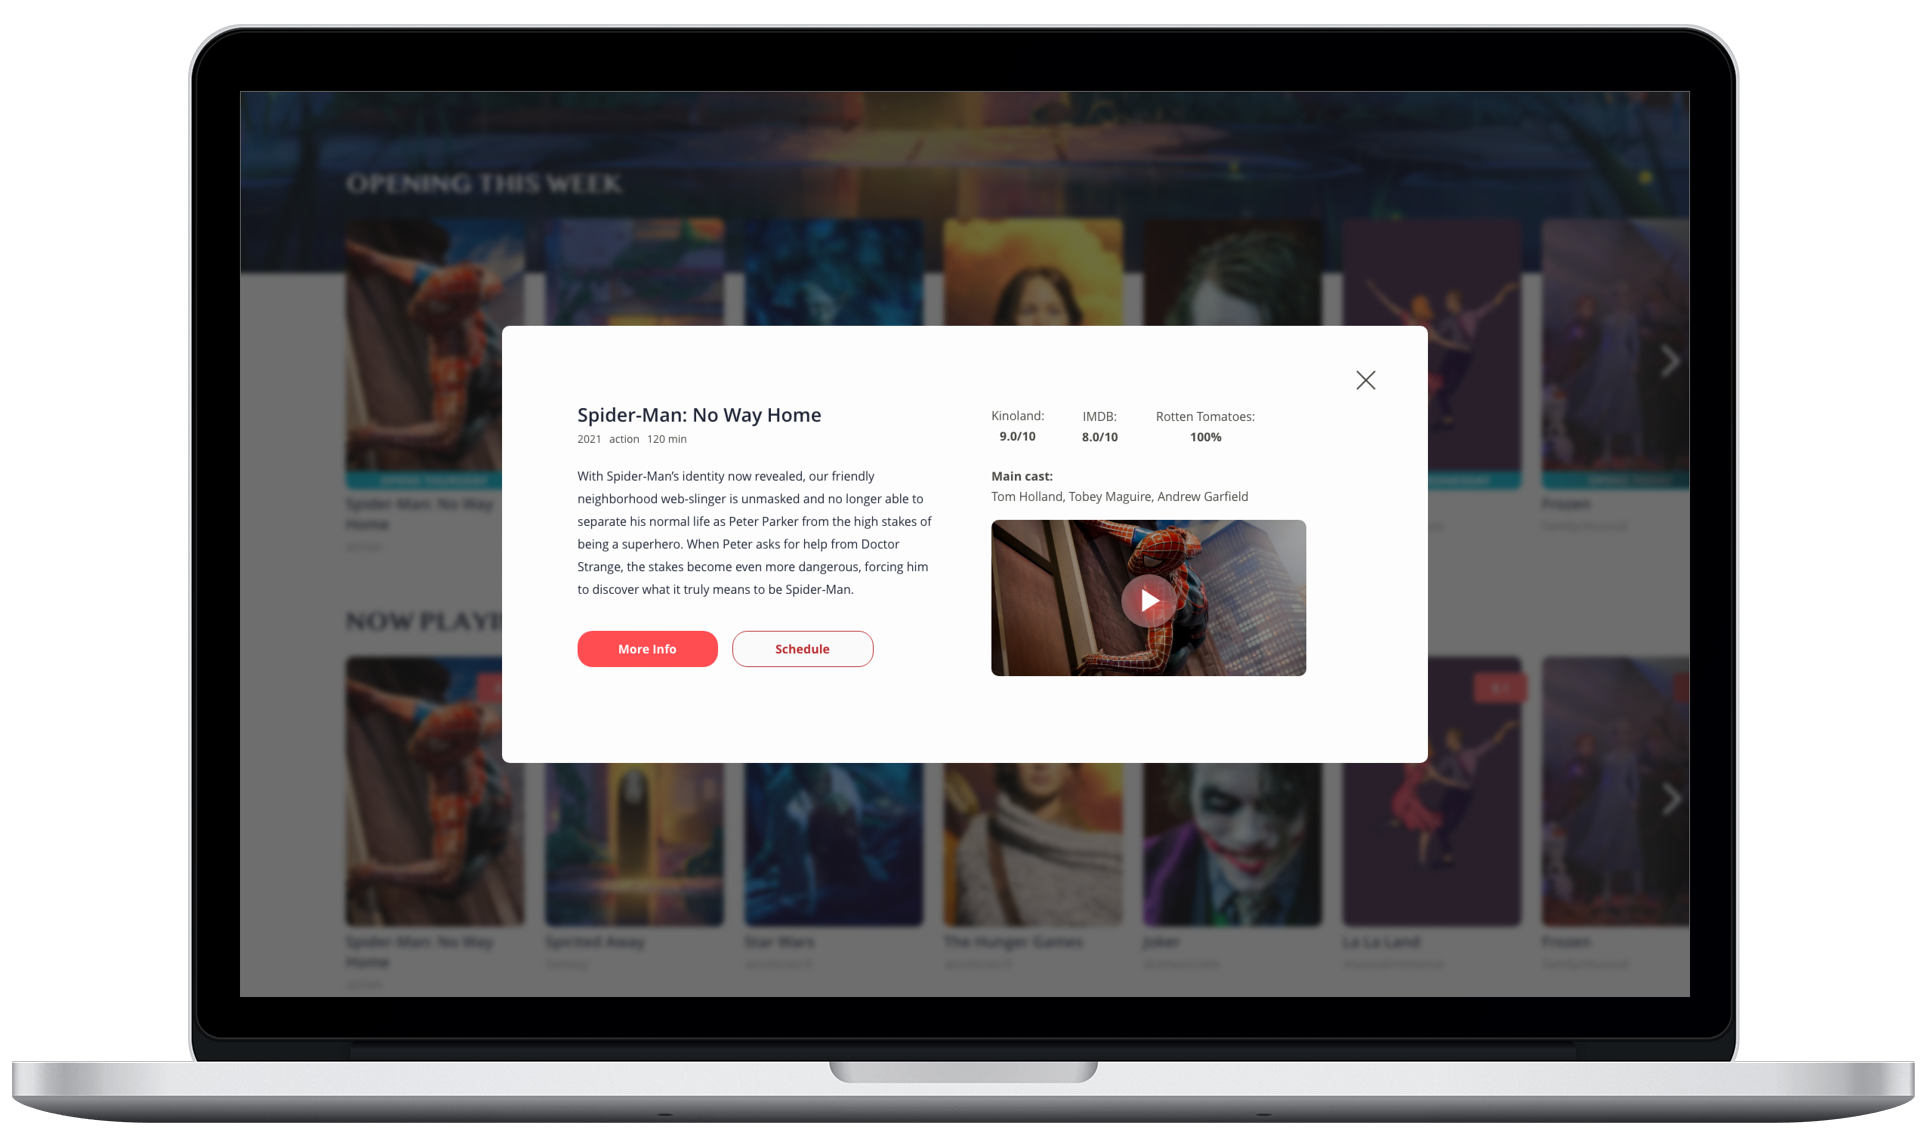 OPENING THIS WEEK
Spider-Man: No Way Home
2021 action 120 min
With Spider-Man's identity now revealed, our friendly
neighborhood web-slinger is unmasked and no longer able to
separate his normal life as Peter Parker from the high stakes of
being a superhero. When Peter asks for help from Doctor
Strange, the stakes become even more dangerous, forcing him
to discover what it truly means to be Spider-Man.
More Info
Schedule
Kinoland:
9.0/10
IMDB:
8.0/10
Rotten Tomatoes:
100%
Main cast:
Tom Holland, Tobey Maguire, Andrew Garfield
Spider-Man: No Way
Home
Frozen
NOW
Spider-Man: No Way
Home
Spirited Away
Star Wars
The Hunger Games
Joker
La La Land
Frozen